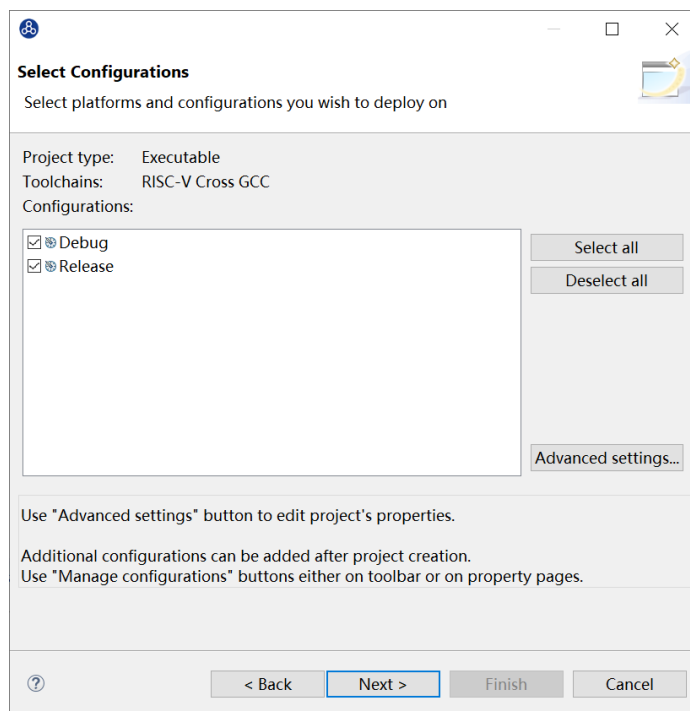 Select Configurations
Select platforms and configurations you wish to deploy on
Project type: Executable
Toolchains: RISC-V Cross GCC
Configurations:
Debug
Release
Select all
Deselect all
Advanced settings...
Use "Advanced settings" button to edit project's properties.
Additional configurations can be added after project creation.
Use "Manage configurations" buttons either on toolbar or on property pages.
?
< Back
Next >
Finish
Cancel